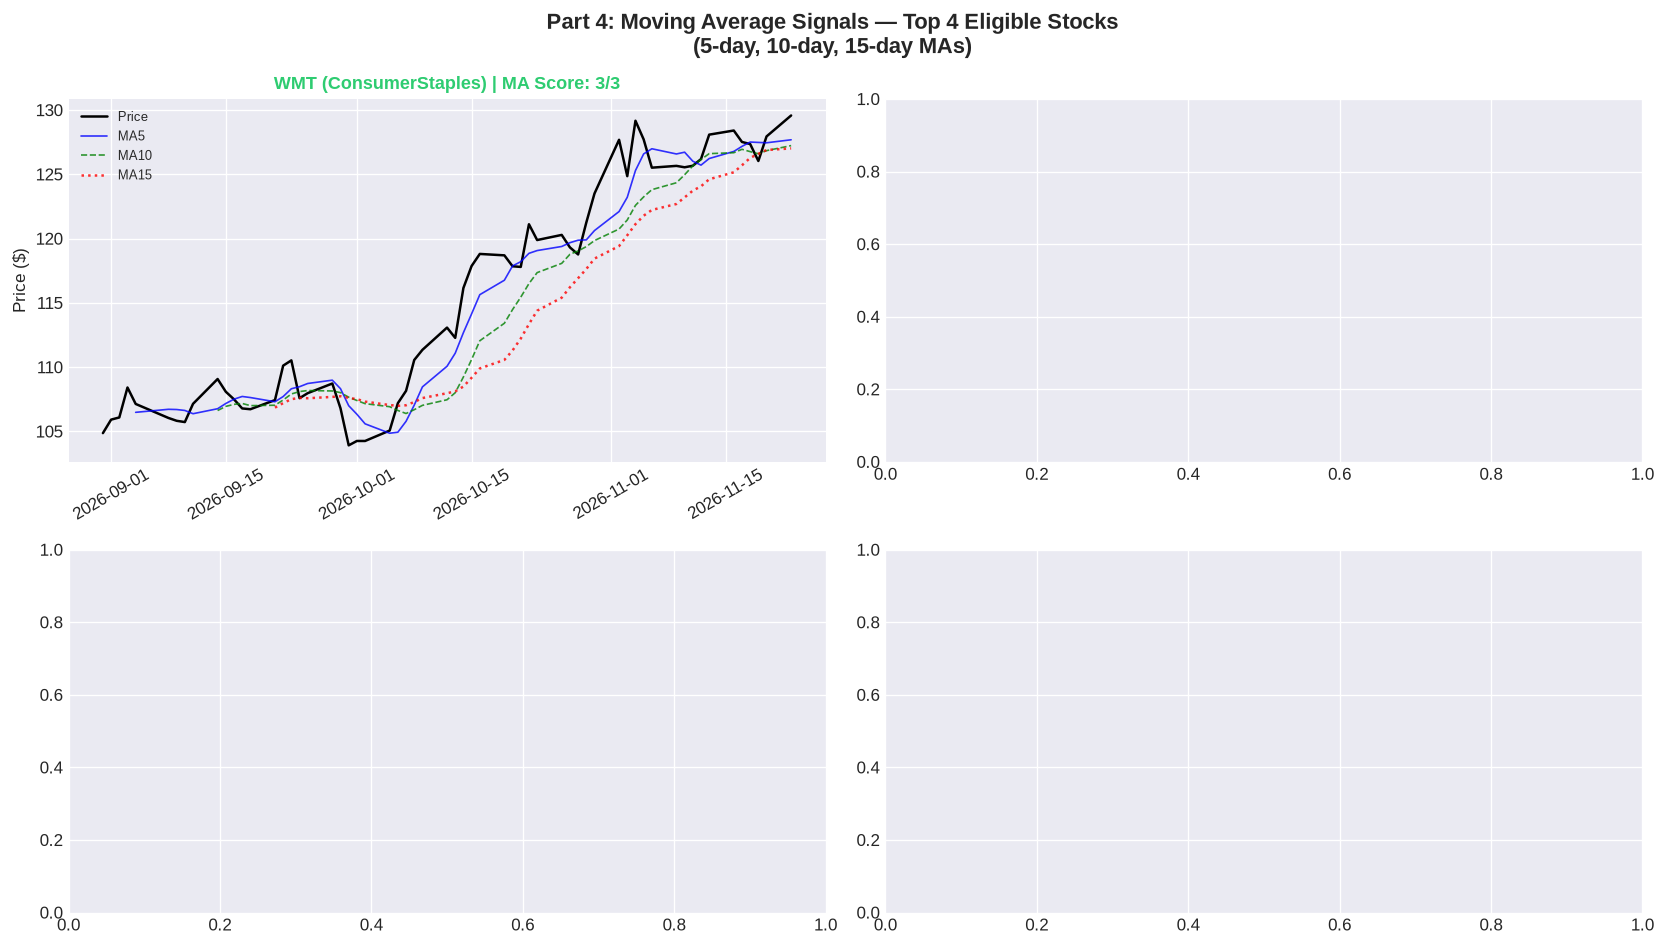 Part 4: Moving Average Signals — Top 4 Eligible Stocks
(5-day, 10-day, 15-day MAs)
WMT (ConsumerStaples) | MA Score: 3/3
Price ($)
130
125
120
115
110
105
Price
MA5
MA10
MA15
2026-09-01
2026-09-15
2026-10-01
2026-10-15
2026-11-01
2026-11-15
1.0
0.8
0.6
0.4
0.2
0.0
0.0 0.2 0.4 0.6 0.8 1.0
1.0
0.8
0.6
0.4
0.2
0.0
0.0 0.2 0.4 0.6 0.8 1.0
1.0
0.8
0.6
0.4
0.2
0.0
0.0 0.2 0.4 0.6 0.8 1.0